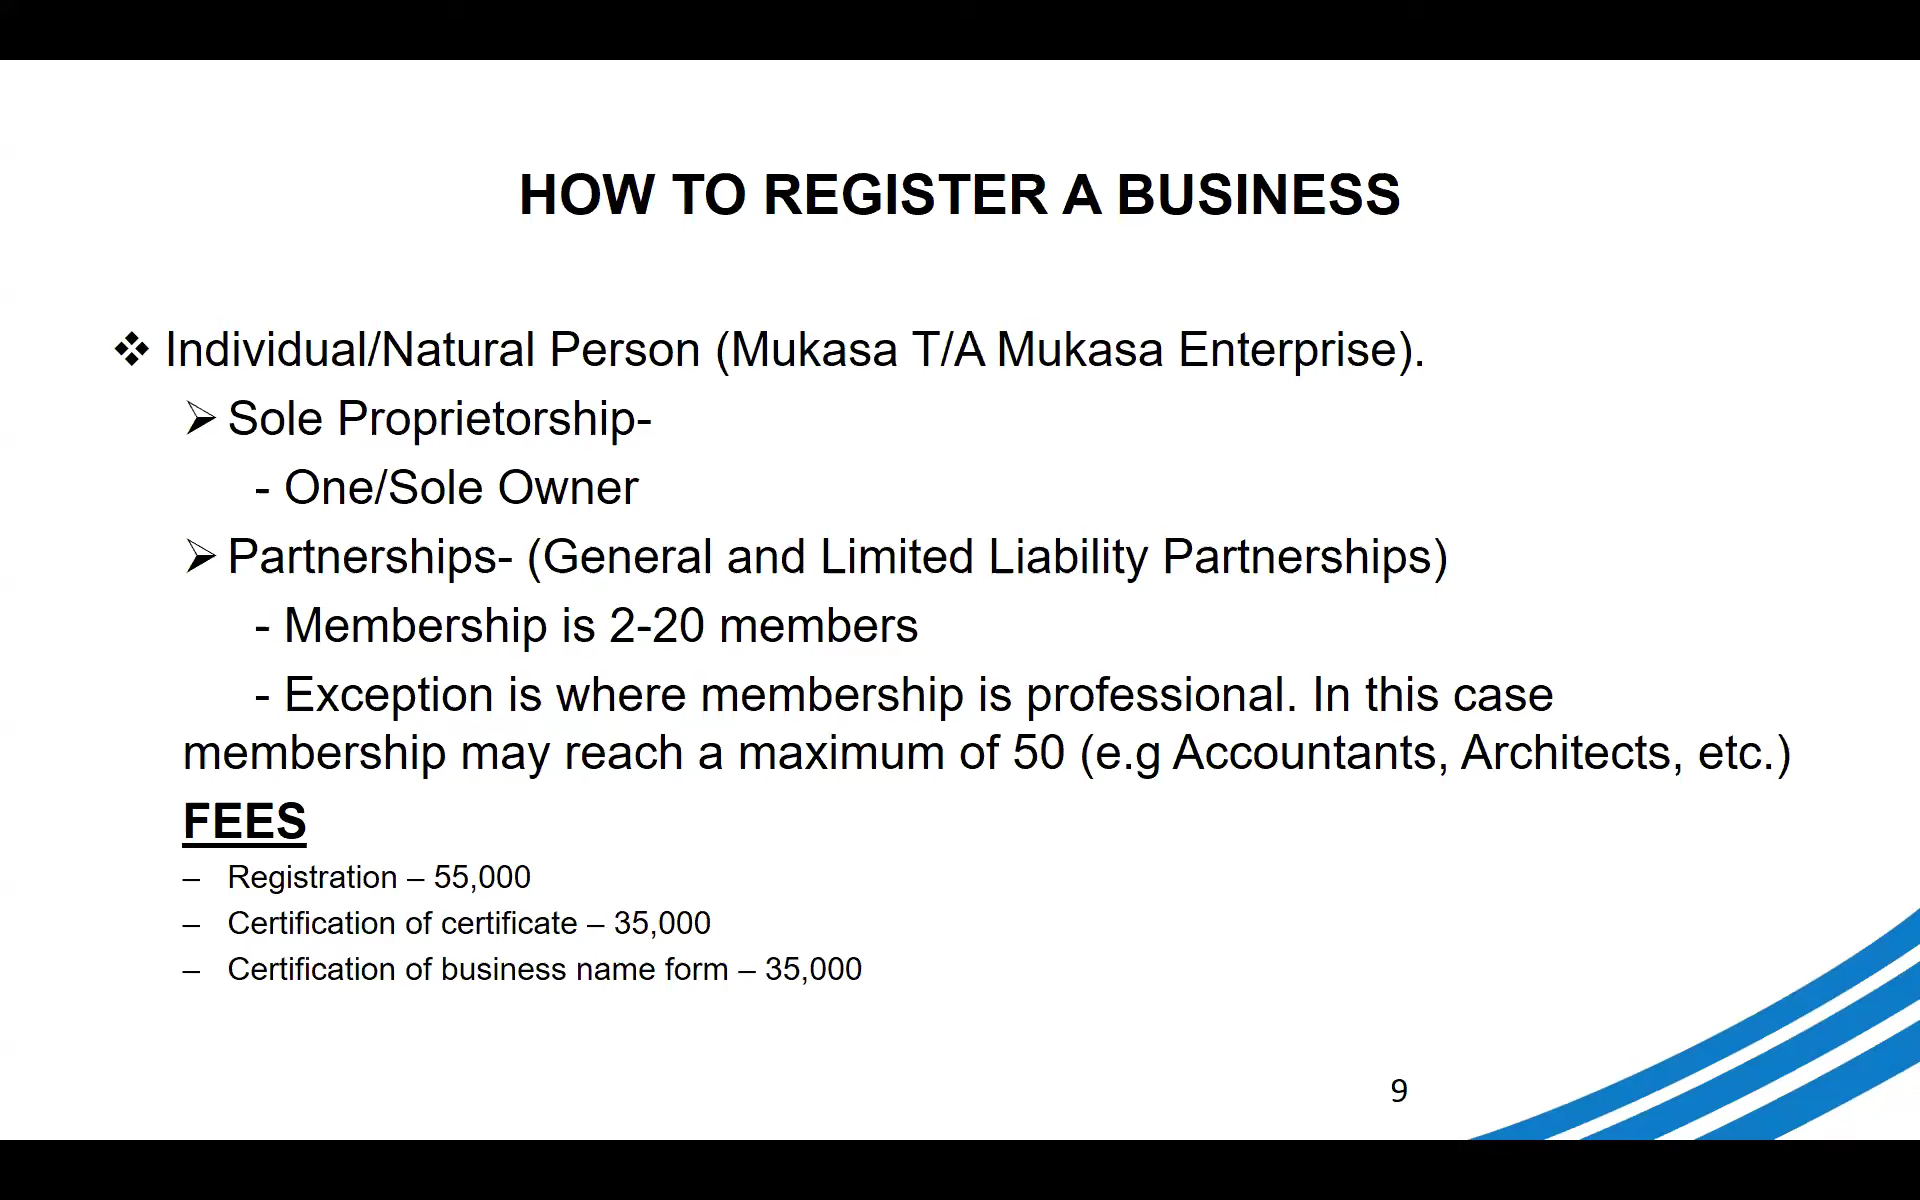 HOW TO REGISTER A BUSINESS
❖ Individual/Natural Person (Mukasa T/A Mukasa Enterprise).
➢ Sole Proprietorship-
- One/Sole Owner
➢ Partnerships- (General and Limited Liability Partnerships)
- Membership is 2-20 members
- Exception is where membership is professional. In this case
membership may reach a maximum of 50 (e.g Accountants, Architects, etc.)
FEES
– Registration – 55,000
– Certification of certificate – 35,000
– Certification of business name form – 35,000
9